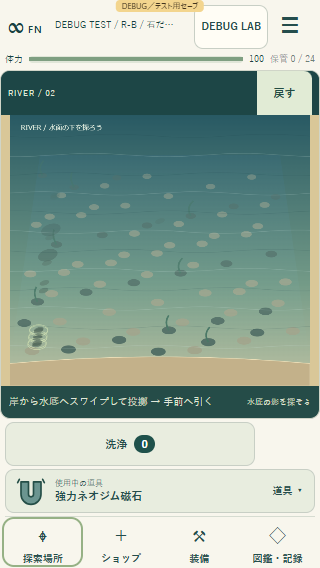 DEBUG／テスト用セーブ
∞ FN
DEBUG TEST / R-B / 石だ…
DEBUG LAB
体力
100 保管 0 / 24
RIVER / 02
戻す
RIVER / 水面の下を探ろう
岸から水底へスワイプして投擲 → 手前へ引く
水底の影を探せる
洗浄 0
使用中の道具
強力ネオジム磁石
道具
探索場所
ショップ
装備
図鑑・記録